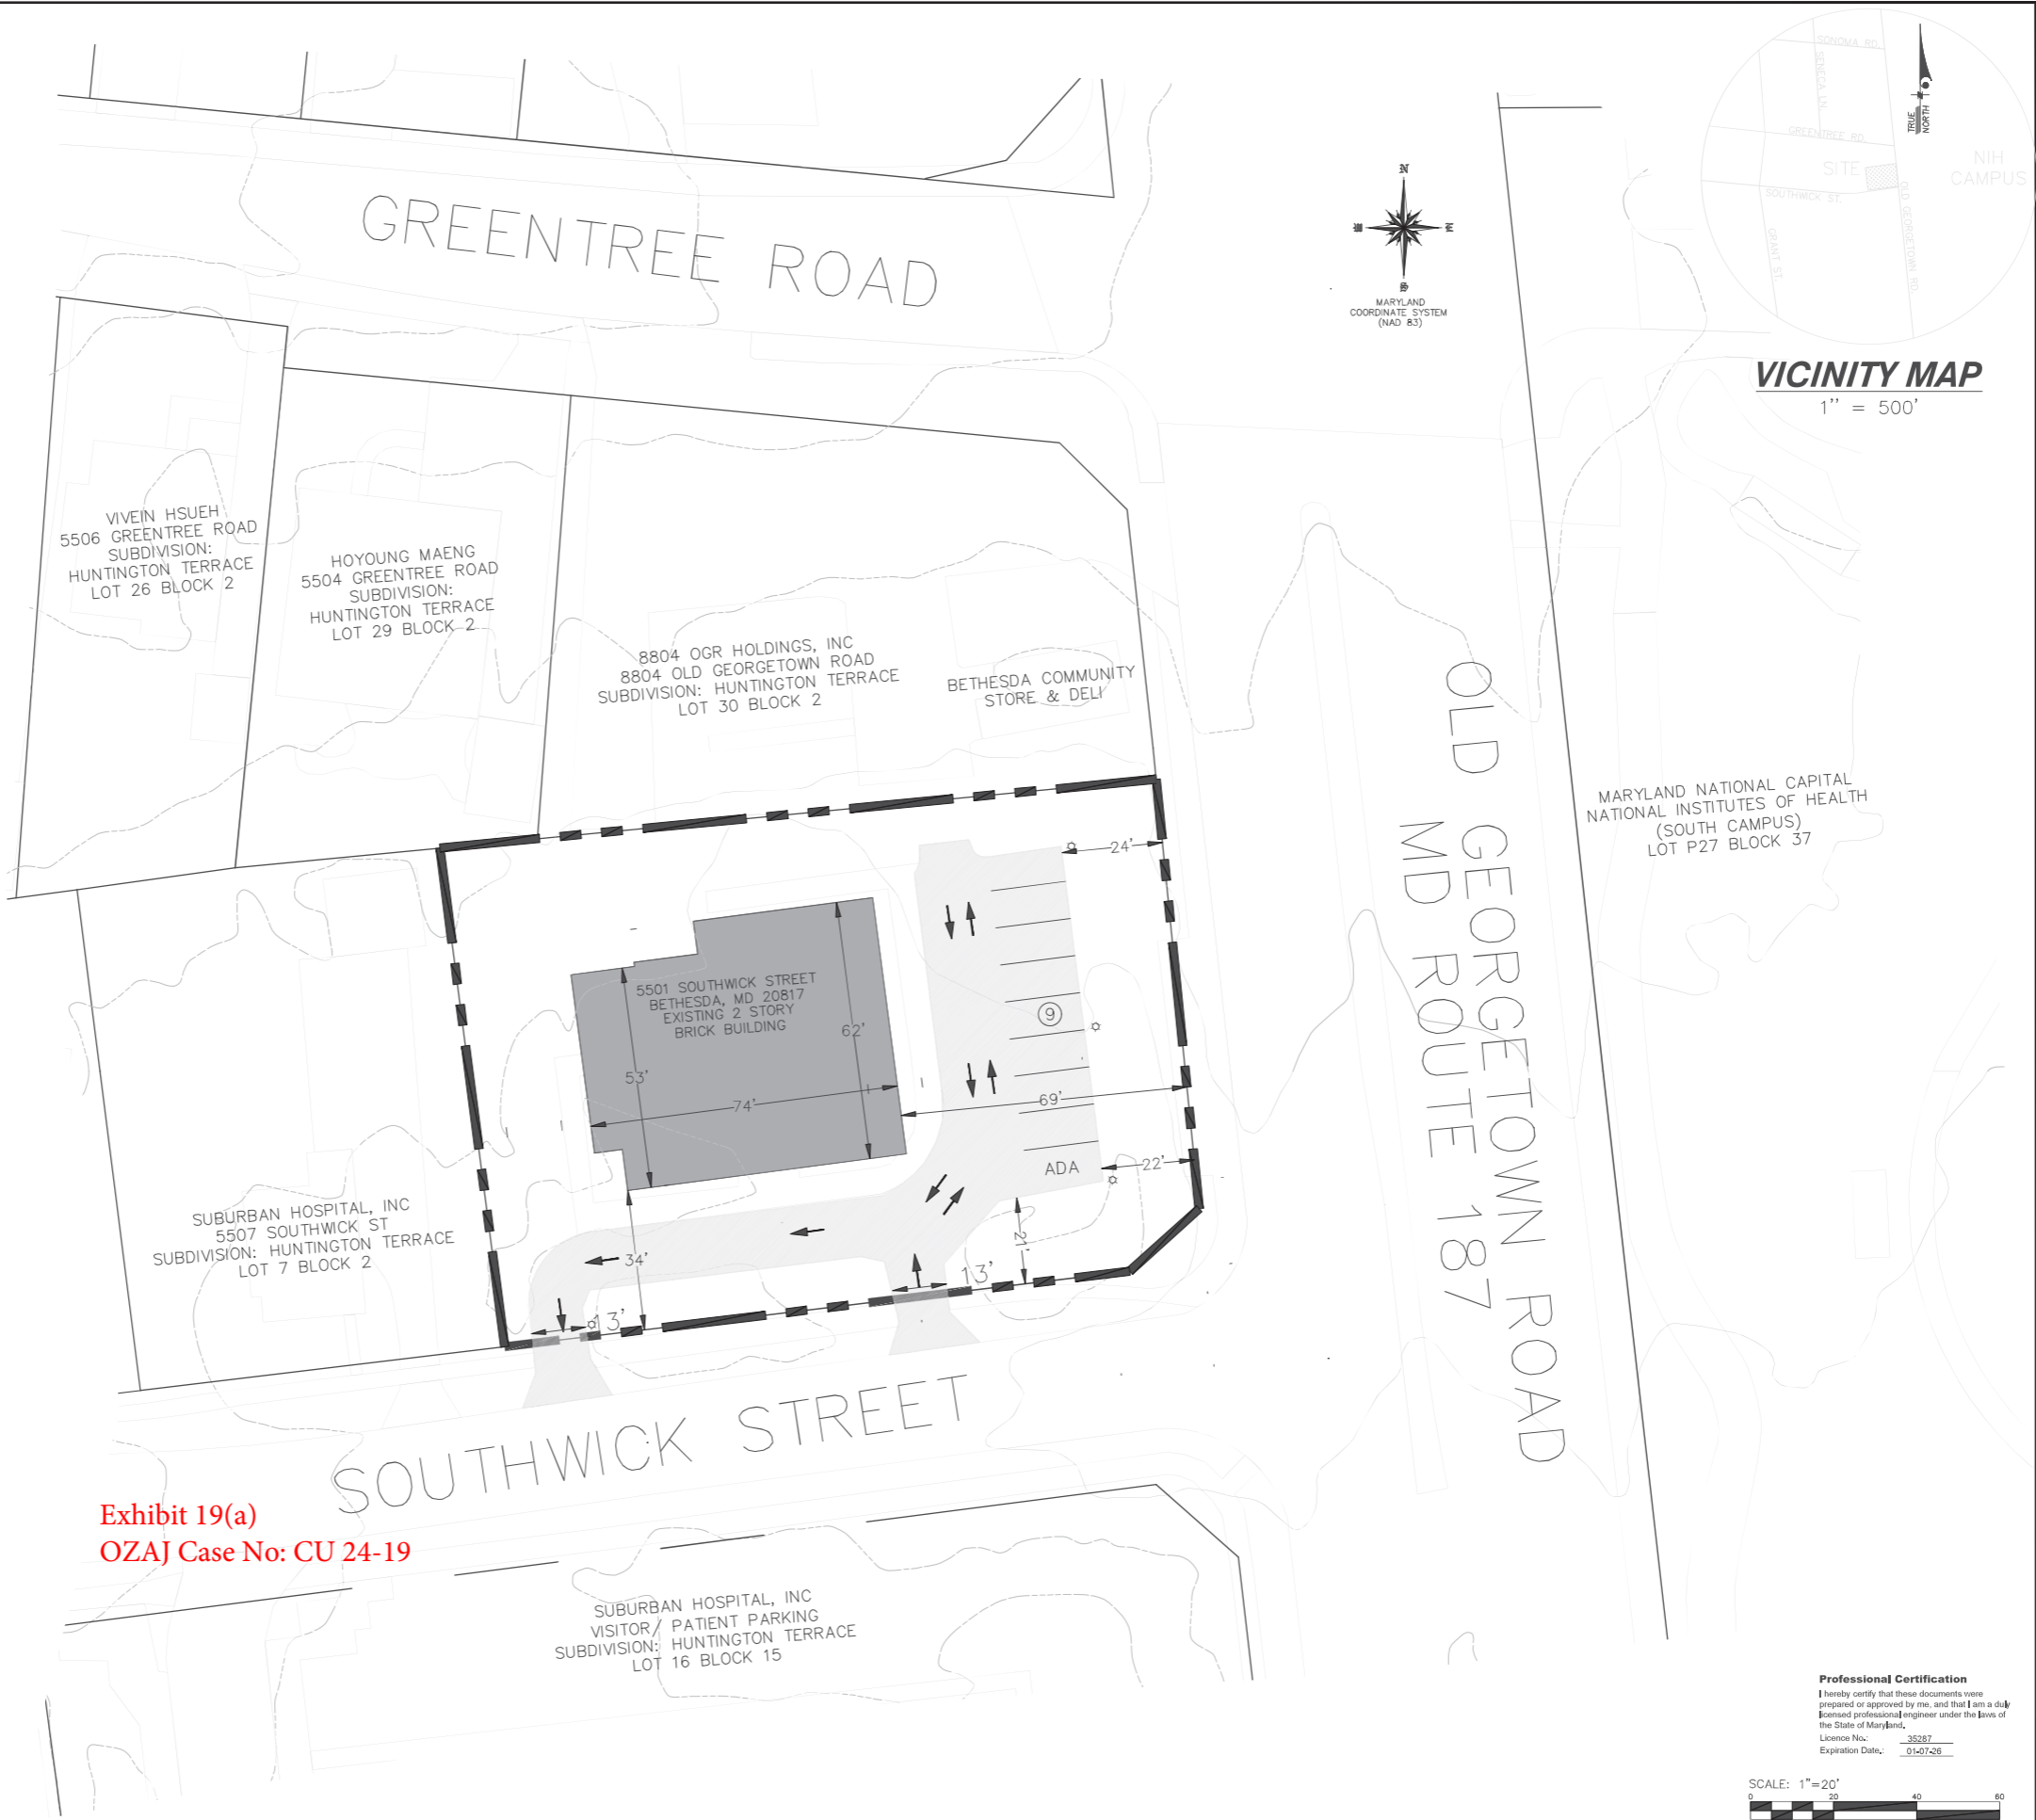 SONOMA RD.
SENECA LN.
TRUE
NORTH
GREENTREE RD.
SITE
NIH
CAMPUS
SOUTHWICK ST.
GRANT ST.
OLD GEORGETOWN RD.
VICINITY MAP
1'' = 500'
GREENTREE ROAD
N
S
MARYLAND
COORDINATE SYSTEM
(NAD 83)
VIVEIN HSUEH
5506 GREENTREE ROAD
SUBDIVISION:
HUNTINGTON TERRACE
LOT 26 BLOCK 2
HOYOUNG MAENG
5504 GREENTREE ROAD
SUBDIVISION:
HUNTINGTON TERRACE
LOT 29 BLOCK 2
8804 OGR HOLDINGS, INC
8804 OLD GEORGETOWN ROAD
SUBDIVISION: HUNTINGTON TERRACE
LOT 30 BLOCK 2
BETHESDA COMMUNITY
STORE & DELI
OLD GEORGETOWN ROAD
MD ROUTE 187
MARYLAND NATIONAL CAPITAL
NATIONAL INSTITUTES OF HEALTH
(SOUTH CAMPUS)
LOT P27 BLOCK 37
24'
5501 SOUTHWICK STREET
BETHESDA, MD 20817
EXISTING 2 STORY
BRICK BUILDING
62'
9
53'
74'
69'
ADA
22'
SUBURBAN HOSPITAL, INC
5507 SOUTHWICK ST
SUBDIVISION: HUNTINGTON TERRACE
LOT 7 BLOCK 2
34'
21'
13'
13'
SOUTHWICK STREET
Exhibit 19(a)
OZAJ Case No: CU 24-19
SUBURBAN HOSPITAL, INC
VISITOR/ PATIENT PARKING
SUBDIVISION: HUNTINGTON TERRACE
LOT 16 BLOCK 15
Professional Certification
I hereby certify that these documents were
prepared or approved by me, and that I am a duly
licensed professional engineer under the laws of
the State of Maryland.
Licence No.: 35287
Expiration Date.: 01-07-26
SCALE: 1"=20'
0 20 40 60